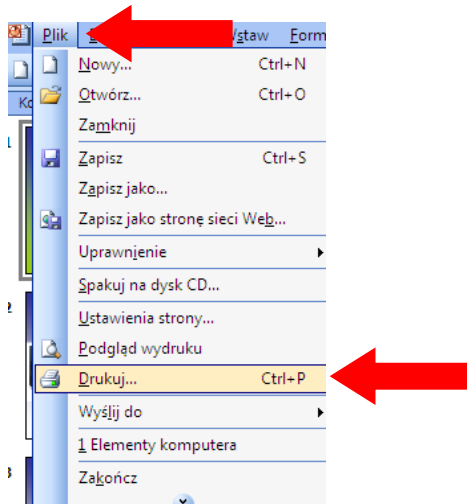 Plik Wstaw Form
Nowy... Ctrl+N
Otwórz... Ctrl+O
Zamknij
Zapisz Ctrl+S
Zapisz jako...
Zapisz jako stronę sieci Web...
Uprawnienie
Spakuj na dysk CD...
Ustawienia strony...
Podgląd wydruku
Drukuj... Ctrl+P
Wyślij do
1 Elementy komputera
Zakończ